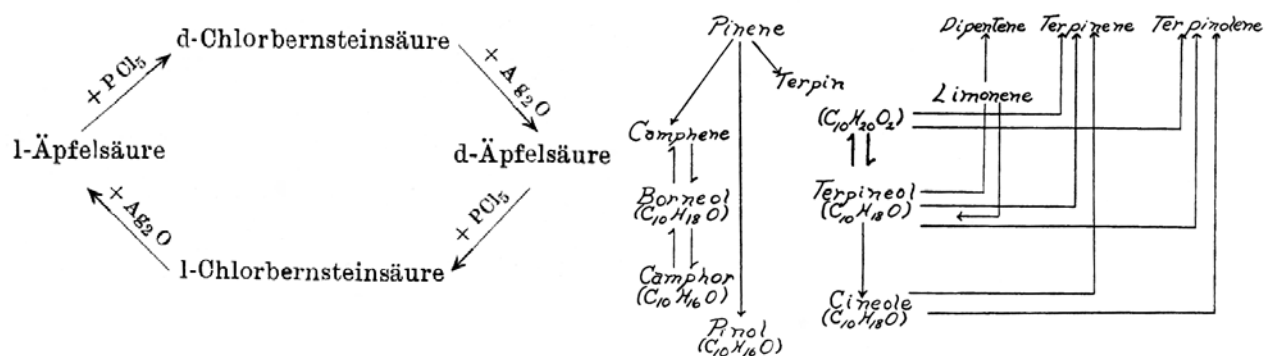 d-Chlorbernsteinsäure
+ PCl₅
+ Ag₂O
l-Äpfelsäure
d-Äpfelsäure
+ Ag₂O
+ PCl₅
l-Chlorbernsteinsäure
Pinene
Terpin
Camphene
Borneol
(C₁₀H₁₈O)
Camphor
(C₁₀H₁₆O)
Pinol
(C₁₀H₁₆O)
Dipentene Terpinene Terpinolene
Limonene
(C₁₀H₂₀O₂)
Terpineol
(C₁₀H₁₈O)
Cineole
(C₁₀H₁₈O)